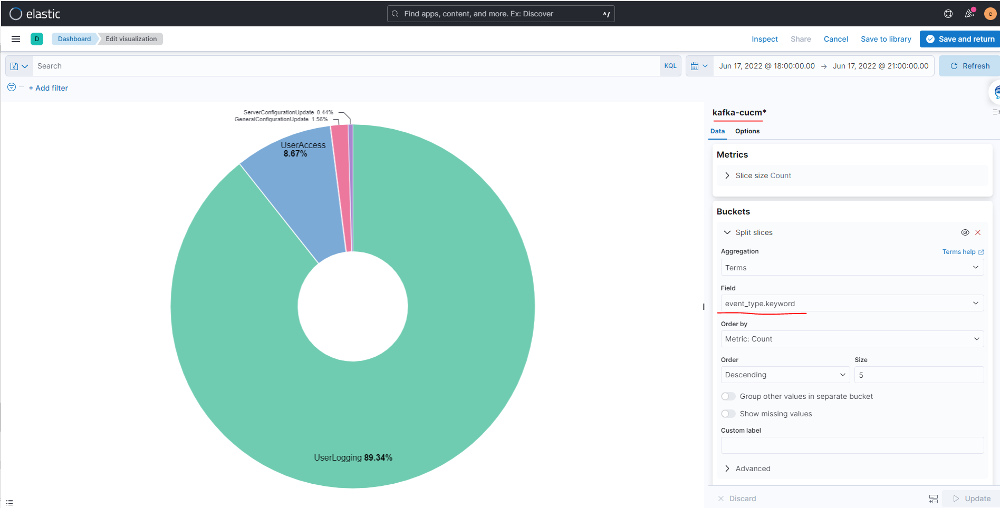 elastic
Find apps, content, and more. Ex: Discover
^/
e
D
Dashboard
Edit visualization
Inspect
Share
Cancel
Save to library
Save and return
Search
KQL
Jun 17, 2022 @ 18:00:00.00 → Jun 17, 2022 @ 21:00:00.00
Refresh
+ Add filter
ServerConfigurationUpdate 0.44%
GeneralConfigurationUpdate 1.56%
UserAccess
8.67%
UserLogging 89.34%
kafka-cucm*
Data
Options
Metrics
Slice size Count
Buckets
Split slices
Aggregation
Terms help
Terms
Field
event_type.keyword
Order by
Metric: Count
Order
Size
Descending
5
Group other values in separate bucket
Show missing values
Custom label
Advanced
Discard
Update